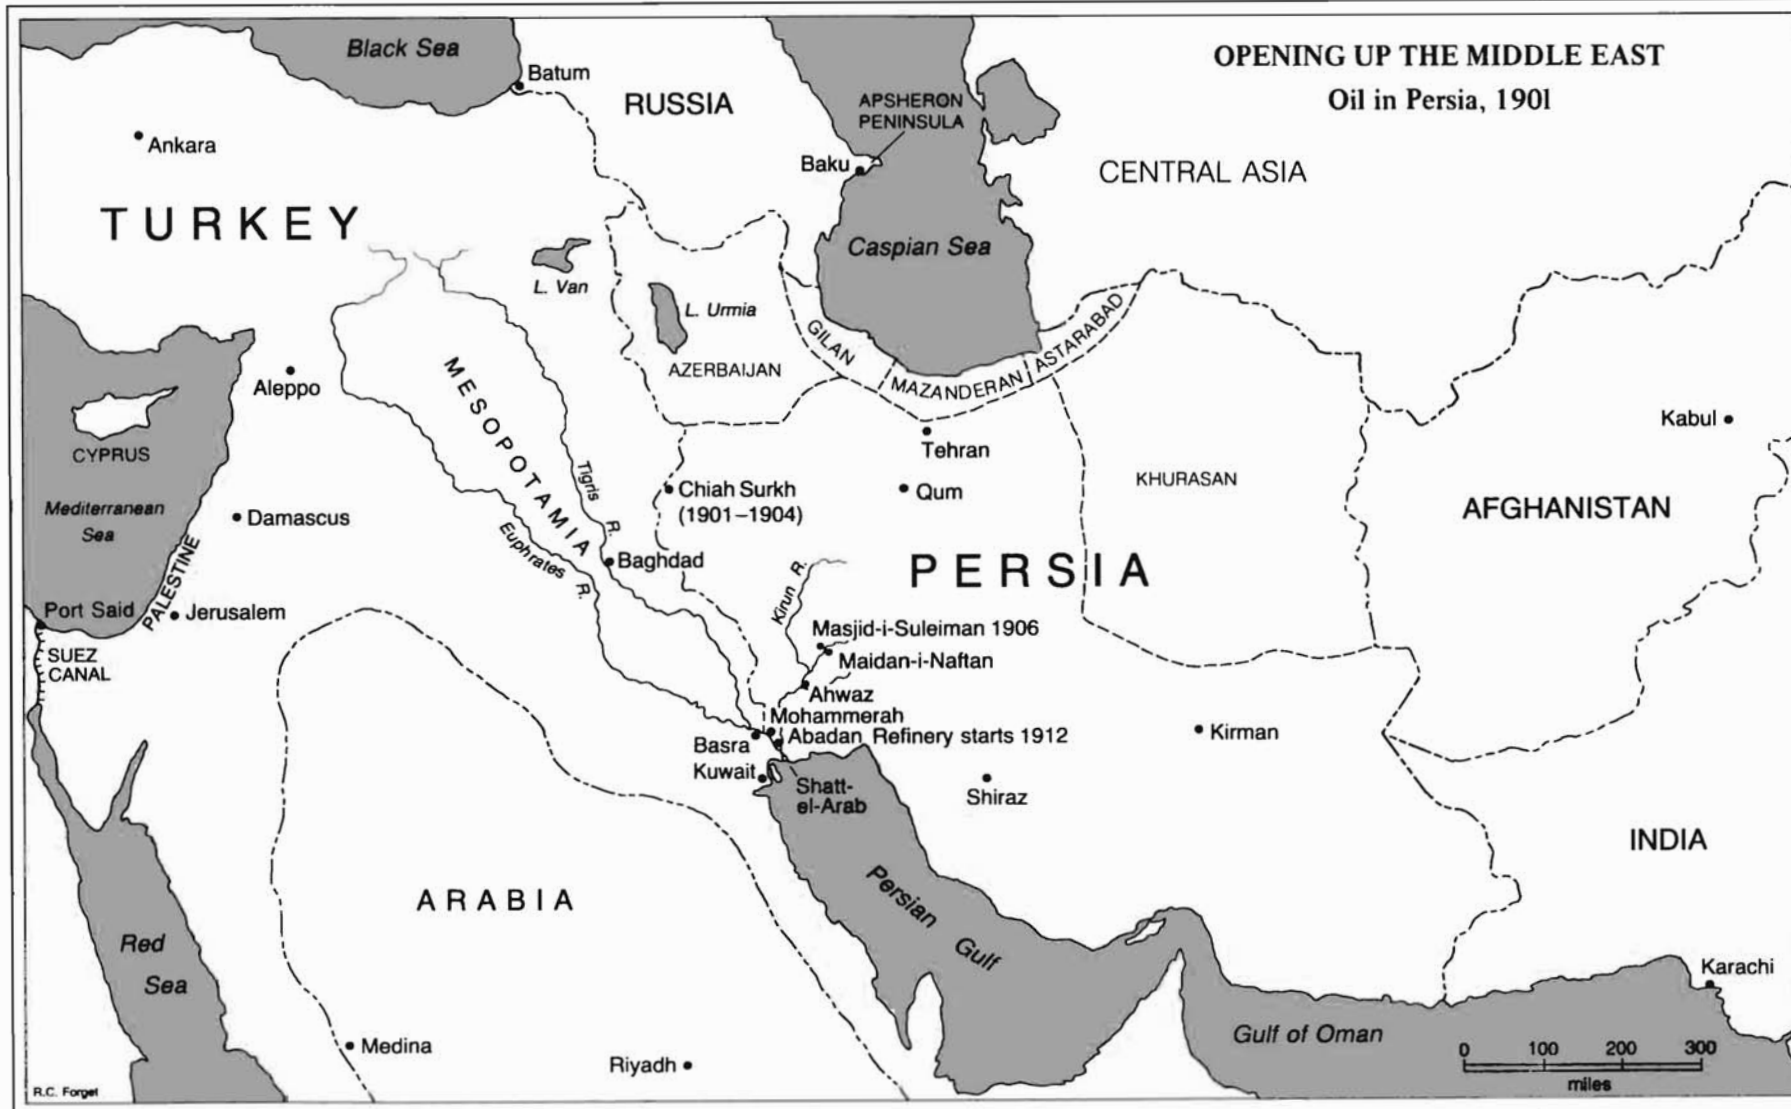 OPENING UP THE MIDDLE EAST
Oil in Persia, 1901
Black Sea
Batum
RUSSIA
APSHERON
PENINSULA
Baku
Ankara
CENTRAL ASIA
TURKEY
Caspian Sea
L. Van
L. Urmia
AZERBAIJAN
GILAN
MAZANDERAN
ASTARABAD
MESOPOTAMIA
Aleppo
CYPRUS
Mediterranean
Sea
Damascus
PALESTINE
Port Said
Jerusalem
SUEZ
CANAL
Tigris R.
Euphrates R.
Baghdad
Chiah Surkh
(1901–1904)
Tehran
Qum
KHURASAN
Kabul
AFGHANISTAN
PERSIA
Kirun R.
Masjid-i-Suleiman 1906
Maidan-i-Naftan
Ahwaz
Mohammerah
Abadan Refinery starts 1912
Basra
Kuwait
Shatt-
el-Arab
Kirman
Shiraz
INDIA
ARABIA
Persian Gulf
Red
Sea
Medina
Riyadh
Karachi
Gulf of Oman
0 100 200 300
miles
R.C. Forget